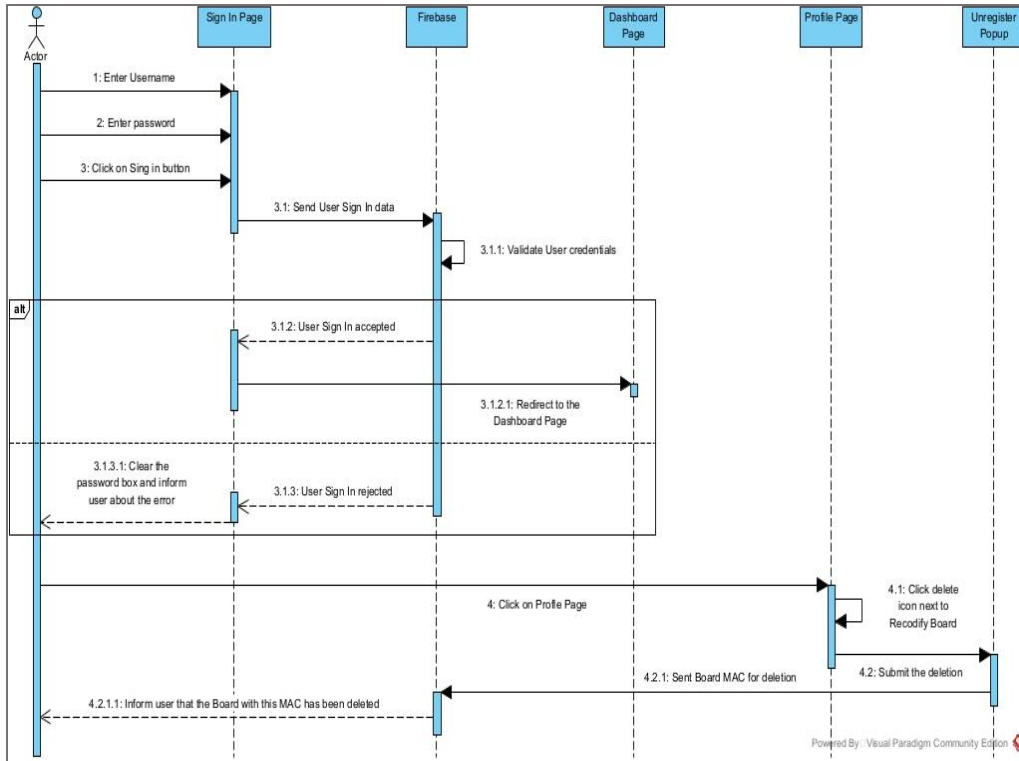 Sign In Page
Firebase
Dashboard
Page
Profile Page
Unregister
Popup
Actor
1: Enter Username
2: Enter password
3: Click on Sing in button
3.1: Send User Sign In data
3.1.1: Validate User credentials
alt
3.1.2: User Sign In accepted
3.1.2.1: Redirect to the
Dashboard Page
3.1.3.1: Clear the
password box and inform
user about the error
3.1.3: User Sign In rejected
4: Click on Profle Page
4.1: Click delete
icon next to
Recodify Board
4.2: Submit the deletion
4.2.1: Sent Board MAC for deletion
4.2.1.1: Inform user that the Board with this MAC has been deleted
Powered By Visual Paradigm Community Edition